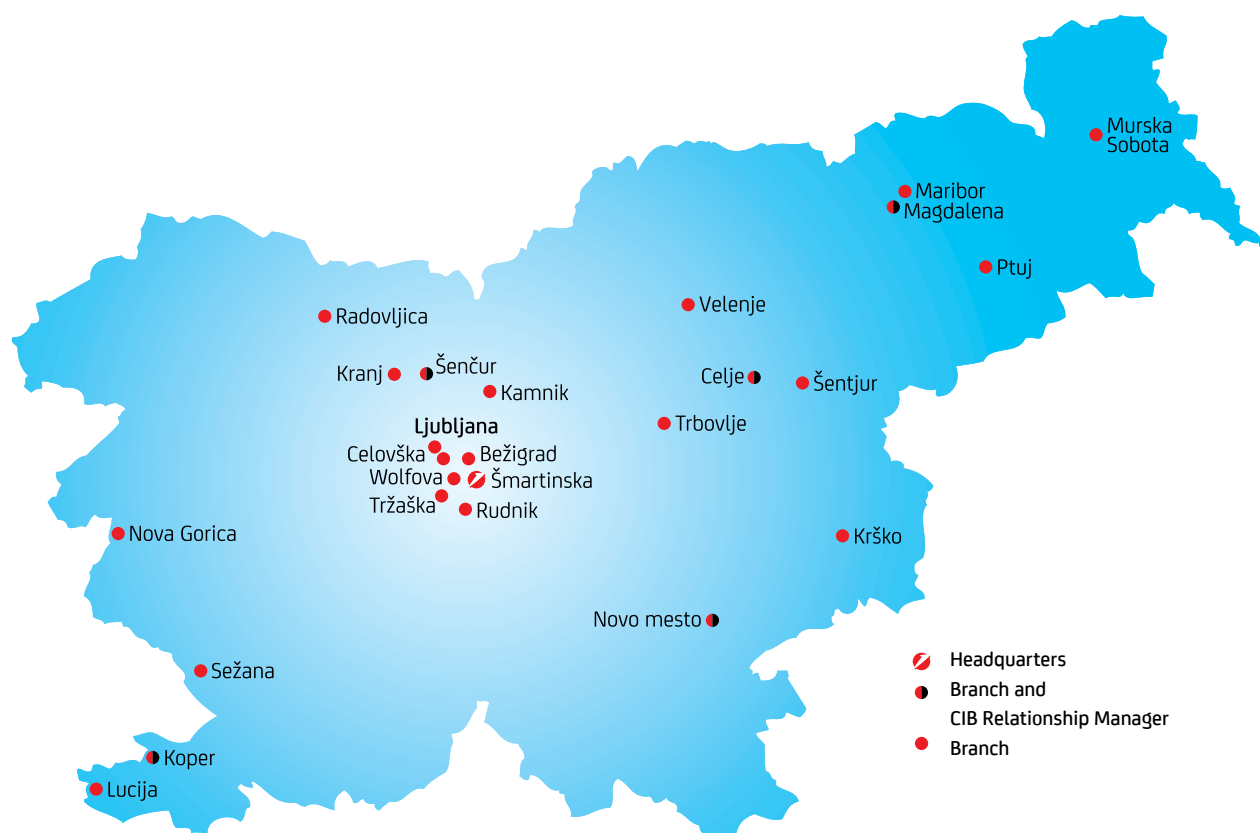 Murska
Sobota
Maribor
Magdalena
Ptuj
Velenje
Radovljica
Šenčur
Kranj
Celje
Šentjur
Kamnik
Trbovlje
Ljubljana
Celovška
Bežigrad
Wolfova
Šmartinska
Tržaška
Rudnik
Nova Gorica
Krško
Novo mesto
Sežana
Koper
Lucija
Headquarters
Branch and
CIB Relationship Manager
Branch